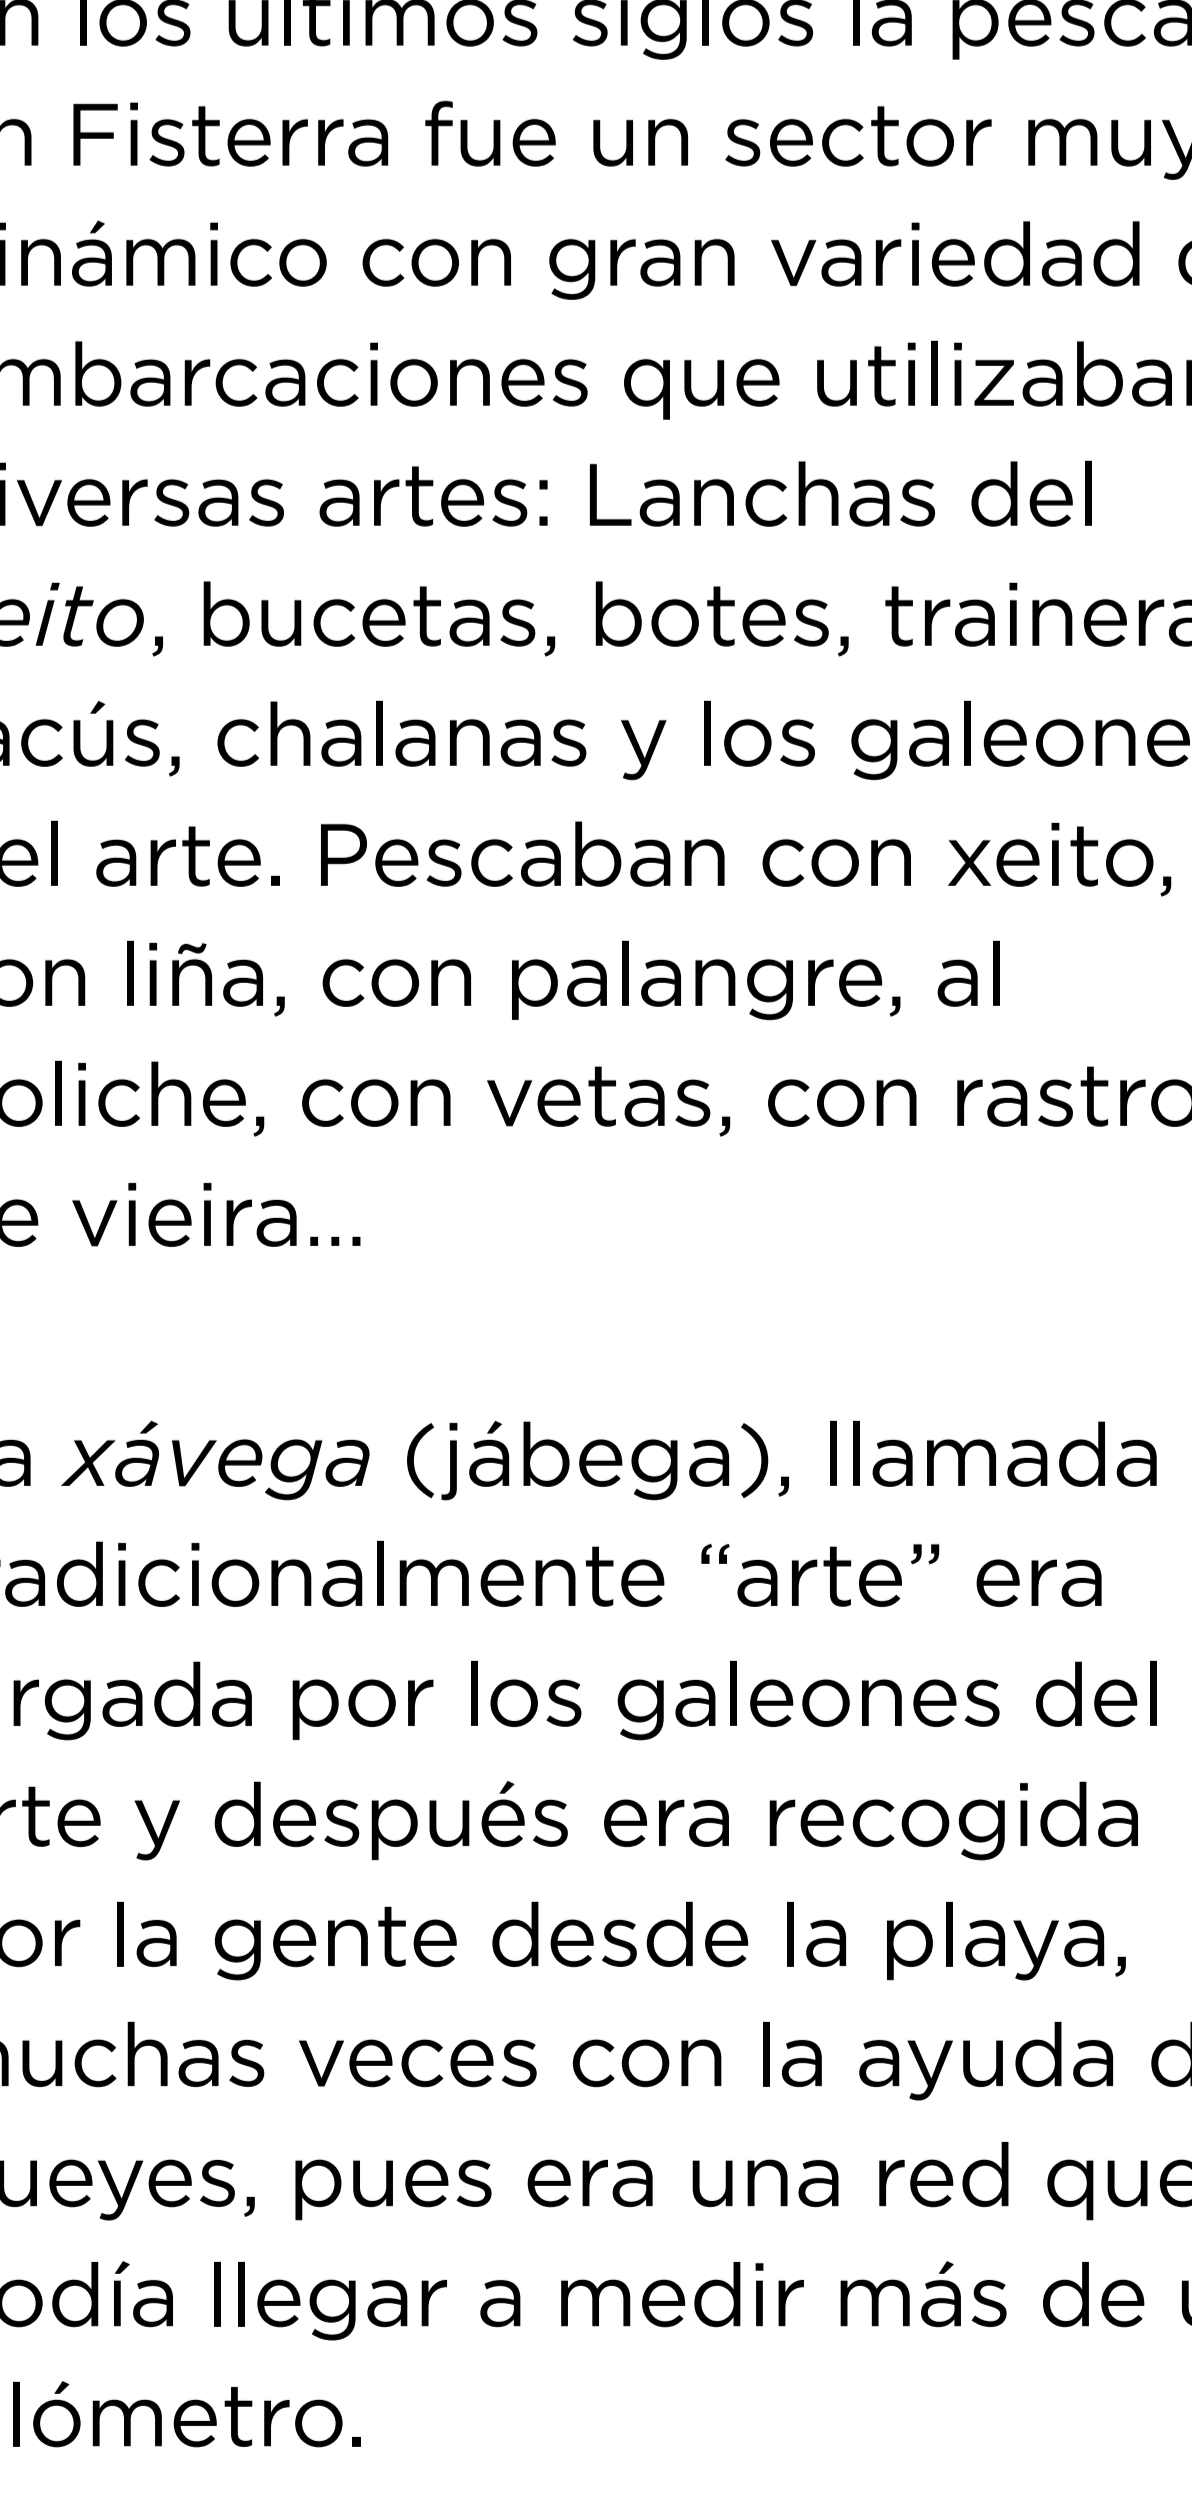 n los últimos siglos la pesca
n Fisterra fue un sector muy
inámico con gran variedad d
mbarcaciones que utilizaban
iversas artes: Lanchas del
eito, bucetas, botes, trainera
acús, chalanas y los galeone
el arte. Pescaban con xeito,
on liña, con palangre, al
oliche, con vetas, con rastro
e vieira...
a xávega (jábega), llamada
radicionalmente “arte” era
rgada por los galeones del
rte y después era recogida
or la gente desde la playa,
nuchas veces con la ayuda d
ueyes, pues era una red que
odía llegar a medir más de u
lómetro.